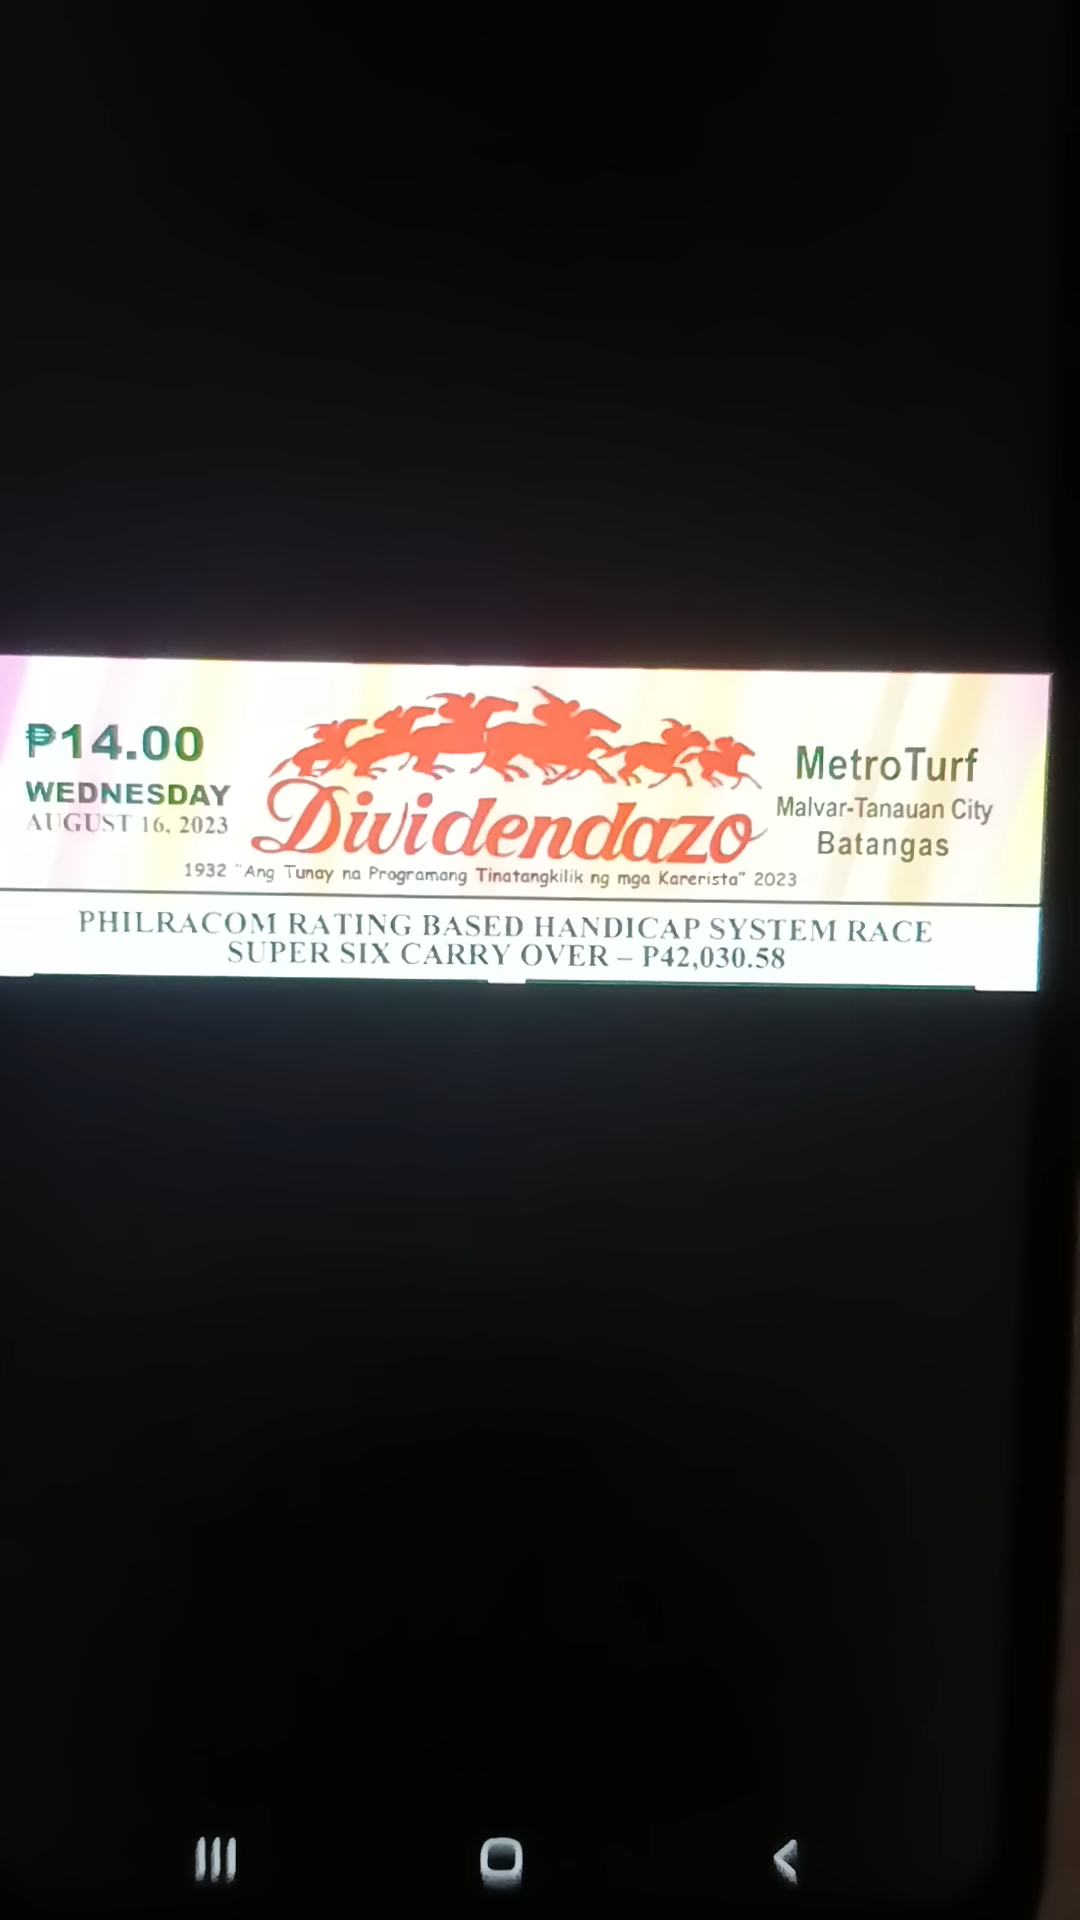 ₱14.00
WEDNESDAY
AUGUST 16, 2023
Dividendazo
1932 "Ang Tunay na Programang Tinatangkilik ng mga Karerista" 2023
MetroTurf
Malvar-Tanauan City
Batangas
PHILRACOM RATING BASED HANDICAP SYSTEM RACE
SUPER SIX CARRY OVER – P42,030.58